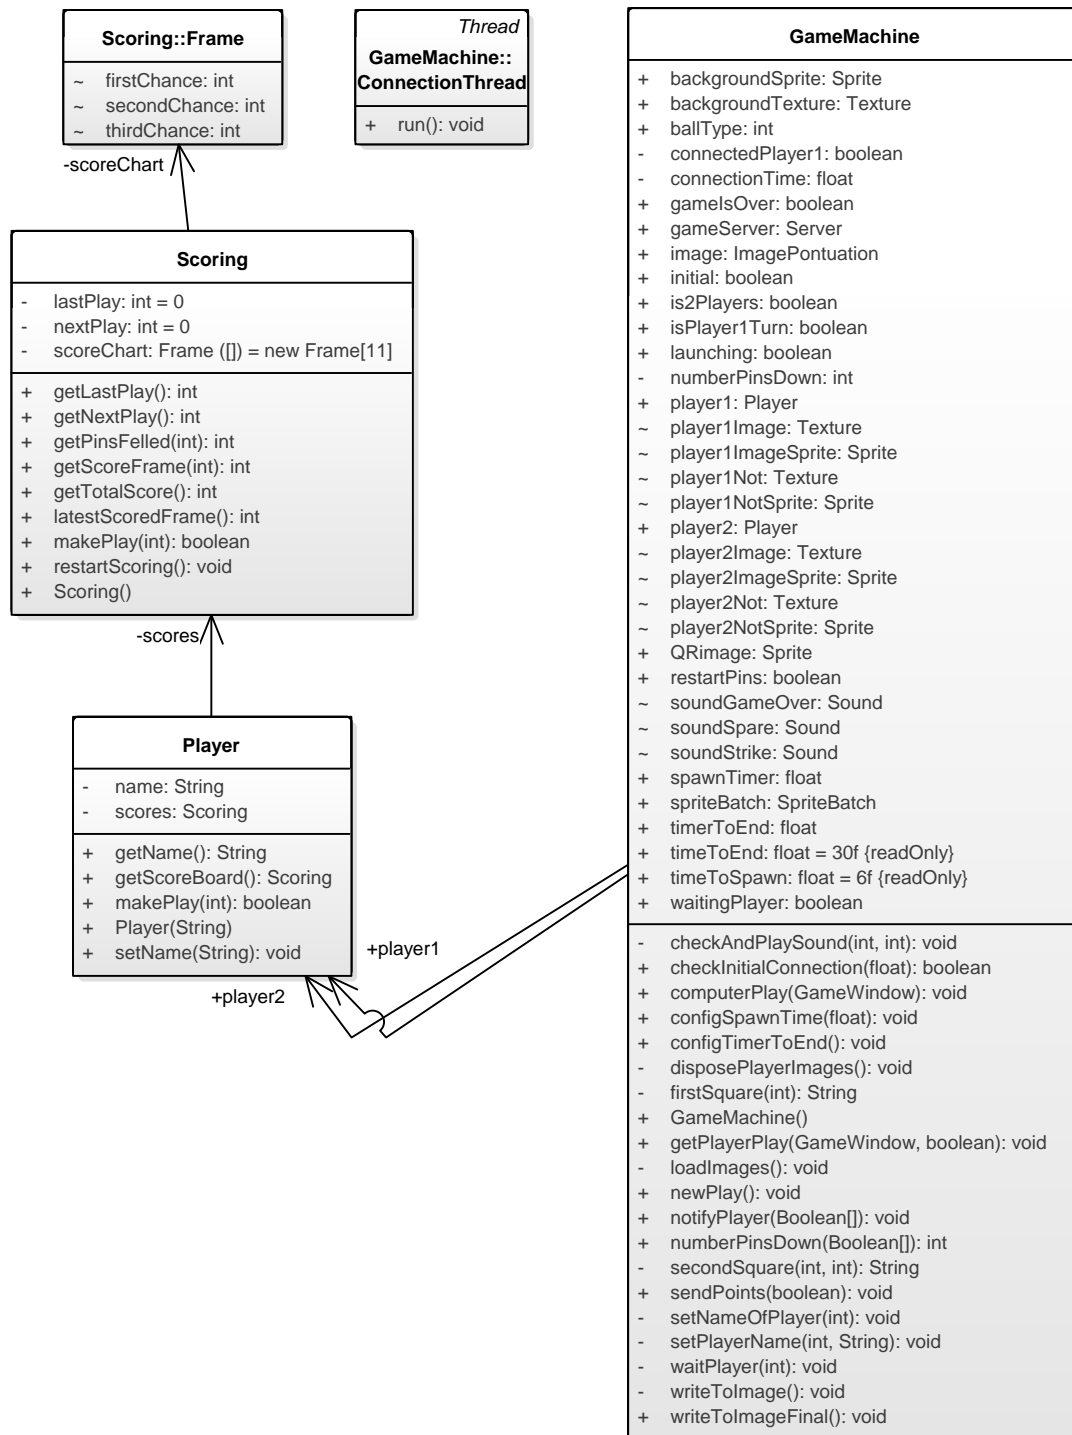 Scoring::Frame
~ firstChance: int
~ secondChance: int
~ thirdChance: int
-scoreChart
Thread
GameMachine::
ConnectionThread
+ run(): void
Scoring
- lastPlay: int = 0
- nextPlay: int = 0
- scoreChart: Frame ([]) = new Frame[11]
+ getLastPlay(): int
+ getNextPlay(): int
+ getPinsFelled(int): int
+ getScoreFrame(int): int
+ getTotalScore(): int
+ latestScoredFrame(): int
+ makePlay(int): boolean
+ restartScoring(): void
+ Scoring()
-scores
Player
- name: String
- scores: Scoring
+ getName(): String
+ getScoreBoard(): Scoring
+ makePlay(int): boolean
+ Player(String)
+ setName(String): void
+player1
+player2
GameMachine
+ backgroundSprite: Sprite
+ backgroundTexture: Texture
+ ballType: int
- connectedPlayer1: boolean
- connectionTime: float
+ gameIsOver: boolean
+ gameServer: Server
+ image: ImagePontuation
+ initial: boolean
+ is2Players: boolean
+ isPlayer1Turn: boolean
+ launching: boolean
- numberPinsDown: int
+ player1: Player
~ player1Image: Texture
~ player1ImageSprite: Sprite
~ player1Not: Texture
~ player1NotSprite: Sprite
+ player2: Player
~ player2Image: Texture
~ player2ImageSprite: Sprite
~ player2Not: Texture
~ player2NotSprite: Sprite
+ QRimage: Sprite
+ restartPins: boolean
~ soundGameOver: Sound
~ soundSpare: Sound
~ soundStrike: Sound
+ spawnTimer: float
+ spriteBatch: SpriteBatch
+ timerToEnd: float
+ timeToEnd: float = 30f {readOnly}
+ timeToSpawn: float = 6f {readOnly}
+ waitingPlayer: boolean
- checkAndPlaySound(int, int): void
+ checkInitialConnection(float): boolean
+ computerPlay(GameWindow): void
+ configSpawnTime(float): void
+ configTimerToEnd(): void
- disposePlayerImages(): void
- firstSquare(int): String
+ GameMachine()
+ getPlayerPlay(GameWindow, boolean): void
- loadImages(): void
+ newPlay(): void
+ notifyPlayer(Boolean[]): void
+ numberPinsDown(Boolean[]): int
- secondSquare(int, int): String
+ sendPoints(boolean): void
- setNameOfPlayer(int): void
- setPlayerName(int, String): void
- waitPlayer(int): void
- writeToImage(): void
+ writeToImageFinal(): void